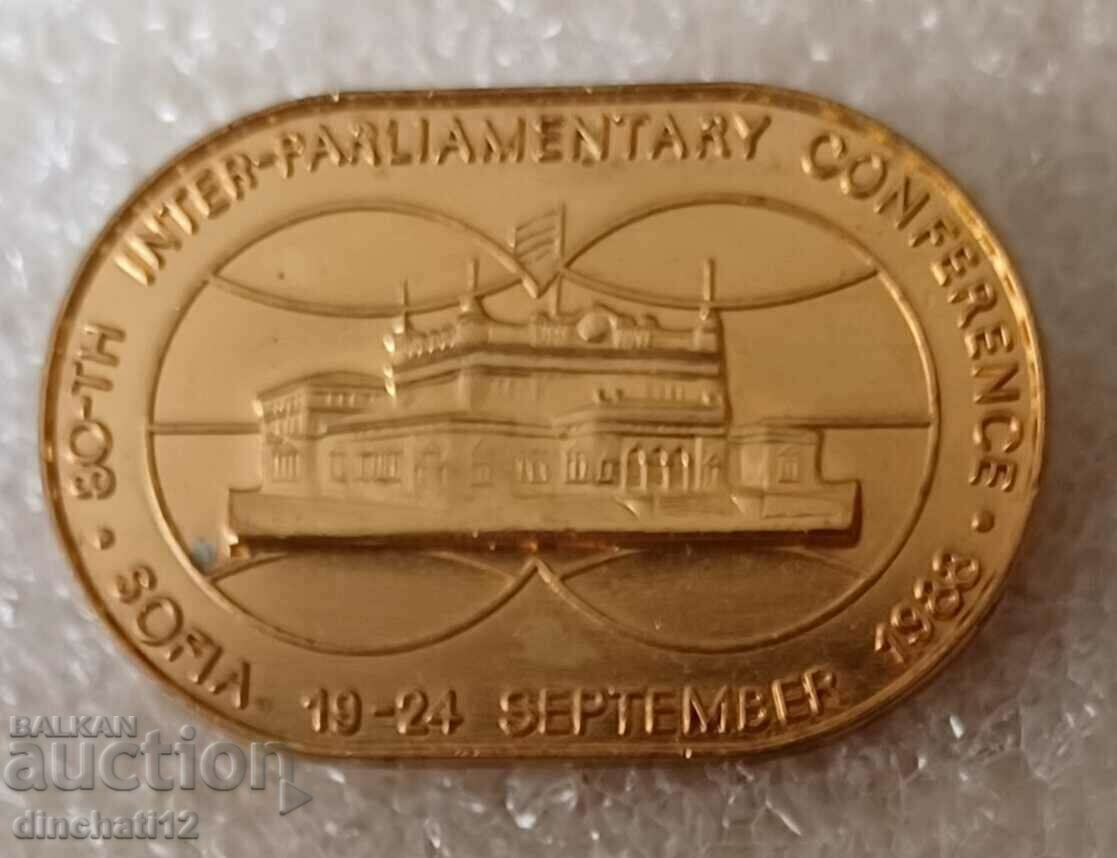 80-TH INTER-PARLIAMENTARY CONFERENCE
SOFIA 19-24 SEPTEMBER 1988
BALKAN
auction
dinchati12